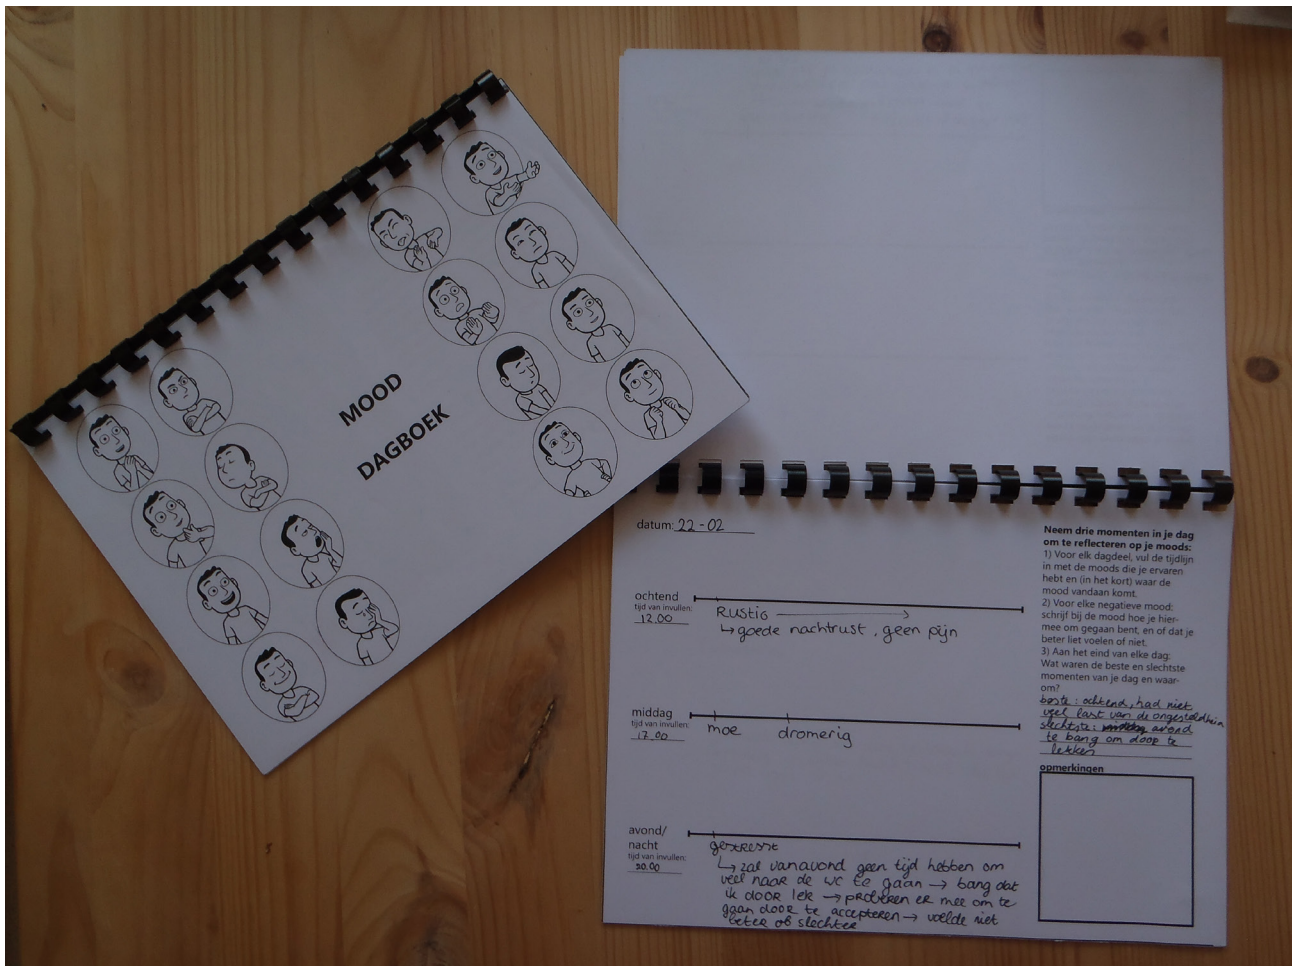 MOOD
DAGBOEK
datum: 22-02
ochtend
tijd van invullen:
12.00
Rustig
↳ goede nachtrust, geen pijn
middag
tijd van invullen:
17.00
moe
dromerig
avond/
nacht
tijd van invullen:
20.00
gestresst
↳ zal vanavond geen tijd hebben om
veel naar de wc te gaan → bang dat
ik door lek → proberen er mee om te
gaan door te accepteren → voelde niet
beter of slechter
Neem drie momenten in je dag
om te reflecteren op je moods:
1) Voor elk dagdeel, vul de tijdlijn
in met de moods die je ervaren
hebt en (in het kort) waar de
mood vandaan komt.
2) Voor elke negatieve mood:
schrijf bij de mood hoe je hier-
mee om gegaan bent, en of dat je
beter liet voelen of niet.
3) Aan het eind van elke dag:
Wat waren de beste en slechtste
momenten van je dag en waar-
om?
beste: ochtend, had niet
veel last van de ongesteldheid
slechtste: avond
te bang om door te
lekken
opmerkingen